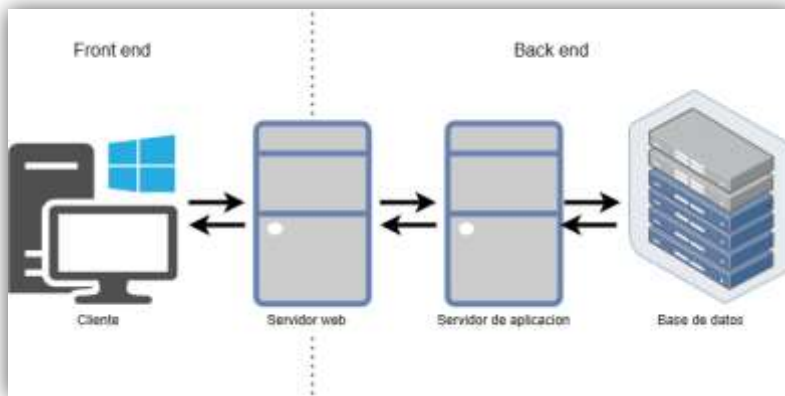 Front end
Back end
Cliente
Servidor web
Servidor de aplicacion
Base de datos